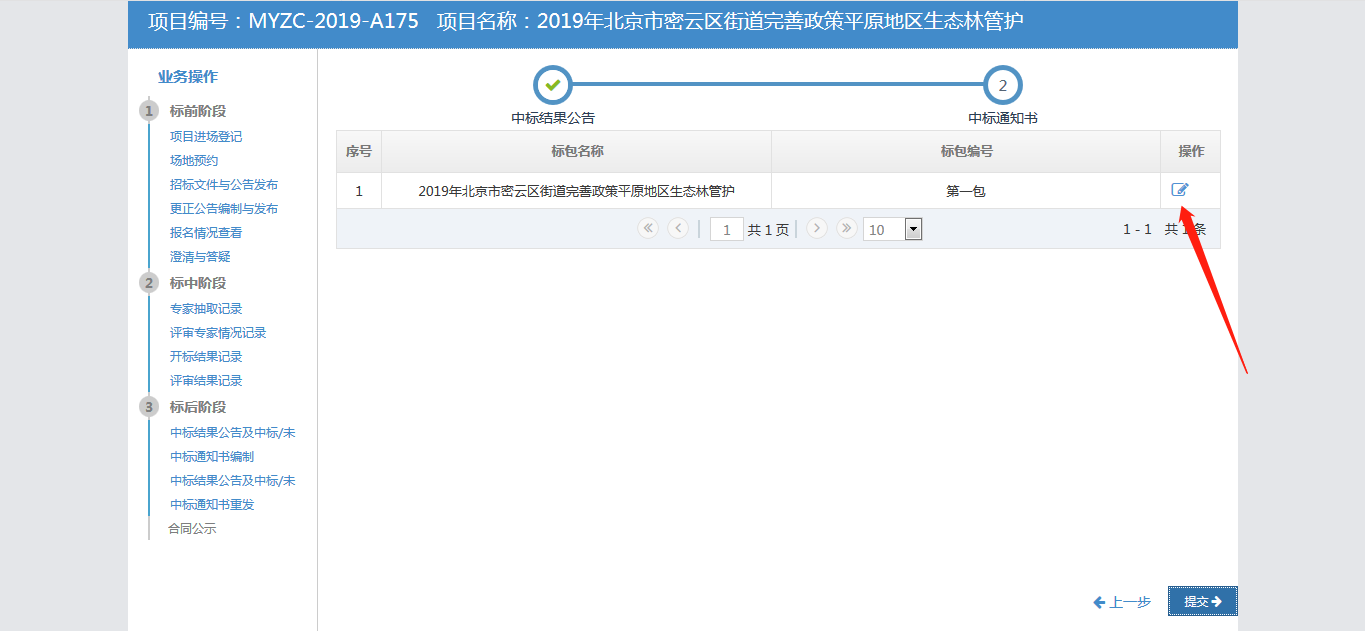 项目编号：MYZC-2019-A175 项目名称：2019年北京市密云区街道完善政策平原地区生态林管护
业务操作
1 标前阶段
项目进场登记
场地预约
招标文件与公告发布
更正公告编制与发布
报名情况查看
澄清与答疑
2 标中阶段
专家抽取记录
评审专家情况记录
开标结果记录
评审结果记录
3 标后阶段
中标结果公告及中标/未
中标通知书编制
中标结果公告及中标/未
中标通知书重发
合同公示
2
中标结果公告 中标通知书
序号 标包名称 标包编号 操作
1 2019年北京市密云区街道完善政策平原地区生态林管护 第一包
1 共 1 页 10 1 - 1 共 1 条
上一步 提交